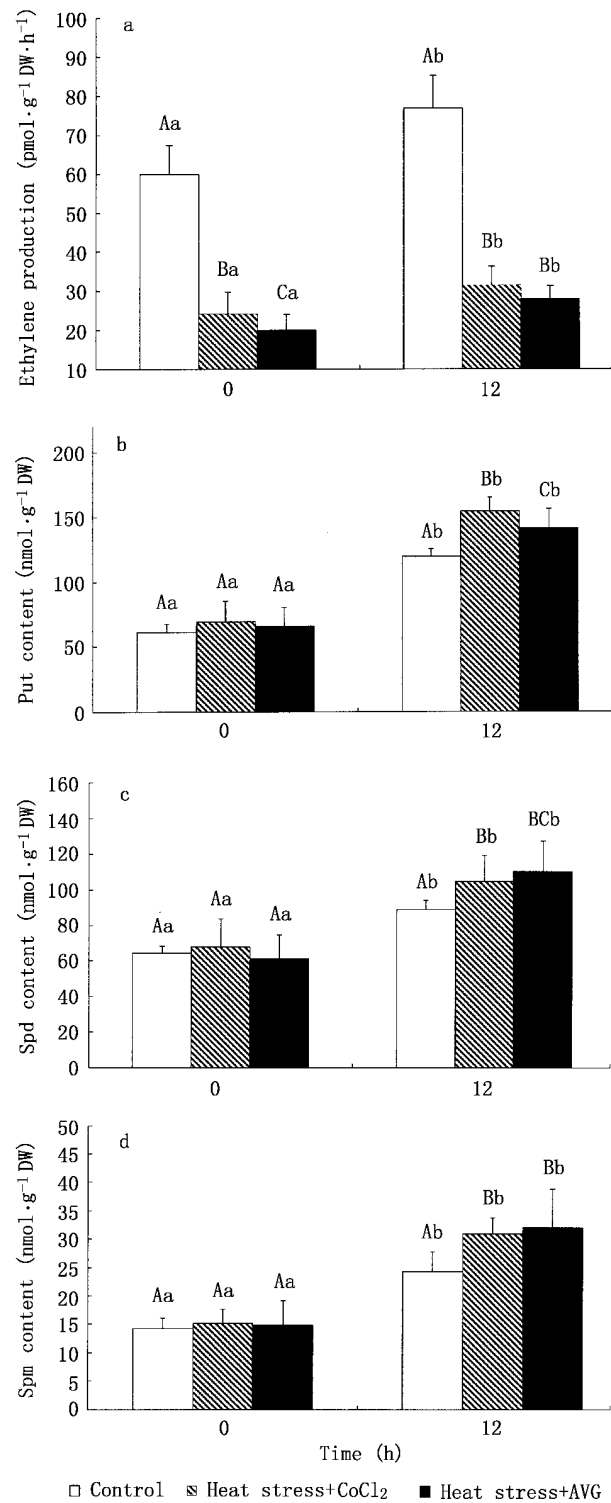 a
Ethylene production (pmol·g⁻¹ DW·h⁻¹)
100
90
80
70
60
50
40
30
20
10
Aa
Ba
Ca
Ab
Bb
Bb
0 12
b
Put content (nmol·g⁻¹ DW)
200
150
100
50
0
Aa
Aa
Aa
Ab
Bb
Cb
0 12
c
Spd content (nmol·g⁻¹ DW)
160
140
120
100
80
60
40
20
0
Aa
Aa
Aa
Ab
Bb
BCb
0 12
d
Spm content (nmol·g⁻¹ DW)
50
45
40
35
30
25
20
15
10
5
0
Aa
Aa
Aa
Ab
Bb
Bb
0 12
Time (h)
Control Heat stress+CoCl₂ Heat stress+AVG